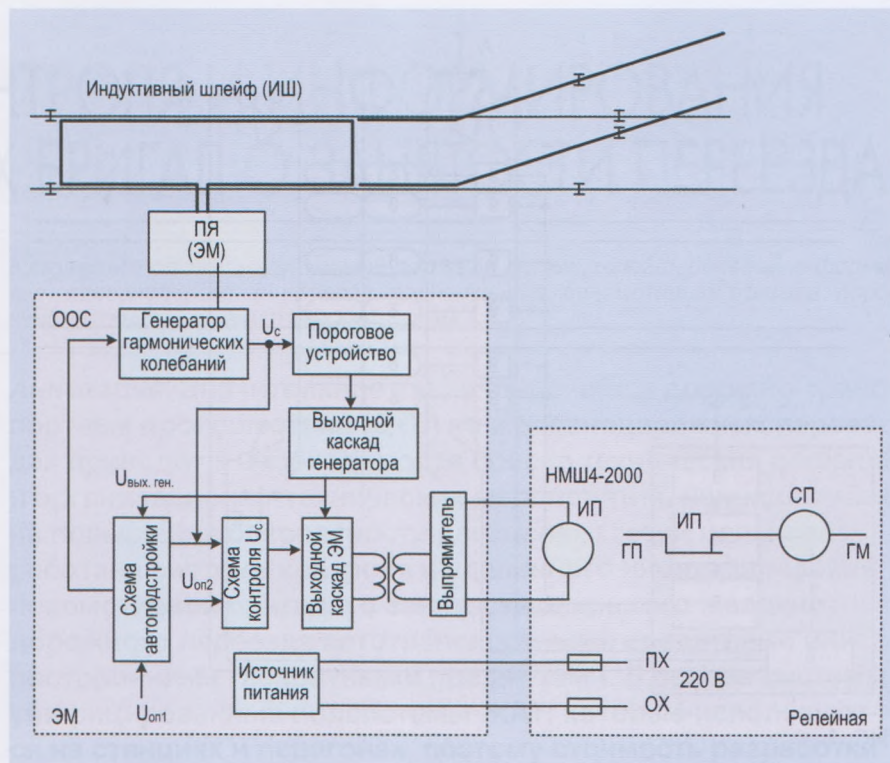 Индуктивный шлейф (ИШ)
ПЯ
(ЭМ)
ООС
Генератор
гармонических
колебаний
Uс
Пороговое
устройство
Выходной
каскад
генератора
Uвых. ген.
Схема
автоподстройки
Uоп2
Схема
контроля Uс
Выходной
каскад ЭМ
Выпрямитель
Источник
питания
Uоп1
ЭМ
НМШ4-2000
ИП
ГП
ИП
СП
ГМ
ПХ
220 В
ОХ
Релейная